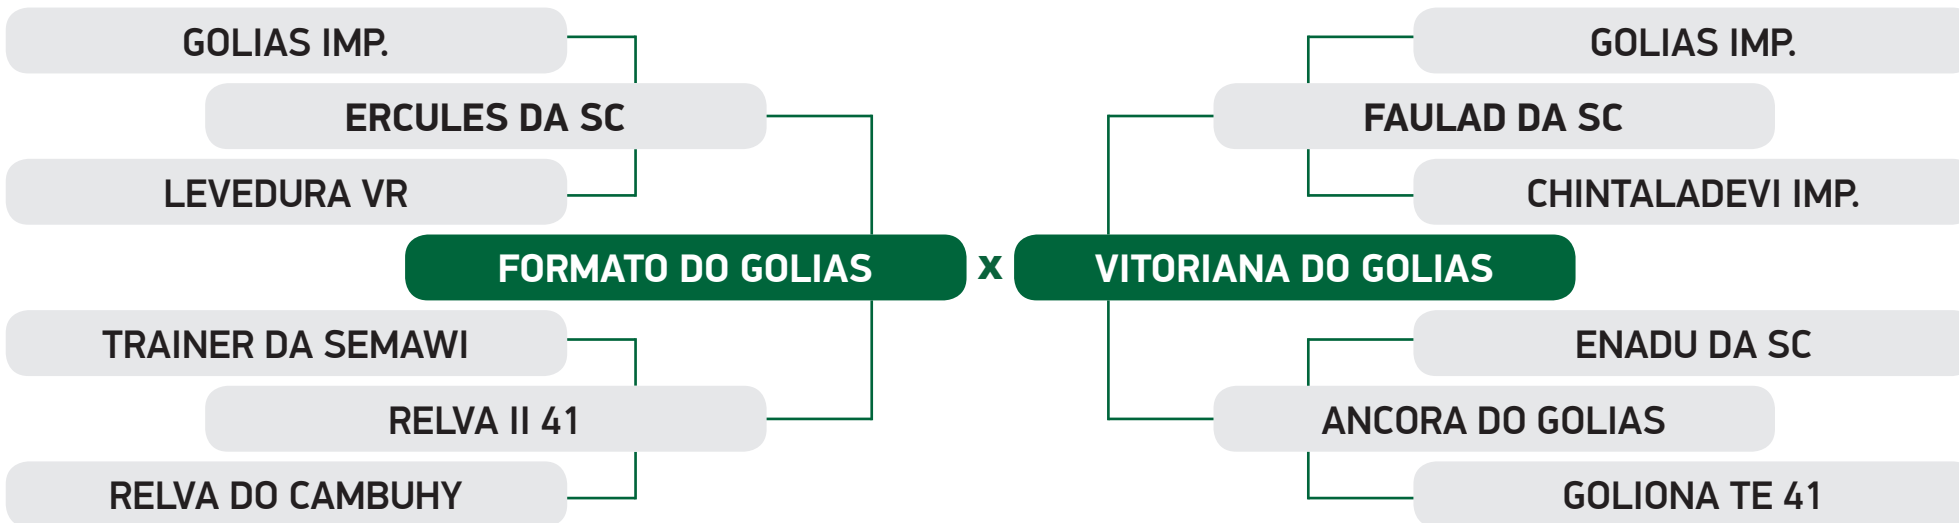 GOLIAS IMP.
GOLIAS IMP.
ERCULES DA SC
FAULAD DA SC
LEVEDURA VR
CHINTALADEVI IMP.
FORMATO DO GOLIAS x VITORIANA DO GOLIAS
TRAINER DA SEMAWI
ENADU DA SC
RELVA II 41
ANCORA DO GOLIAS
RELVA DO CAMBUHY
GOLIONA TE 41